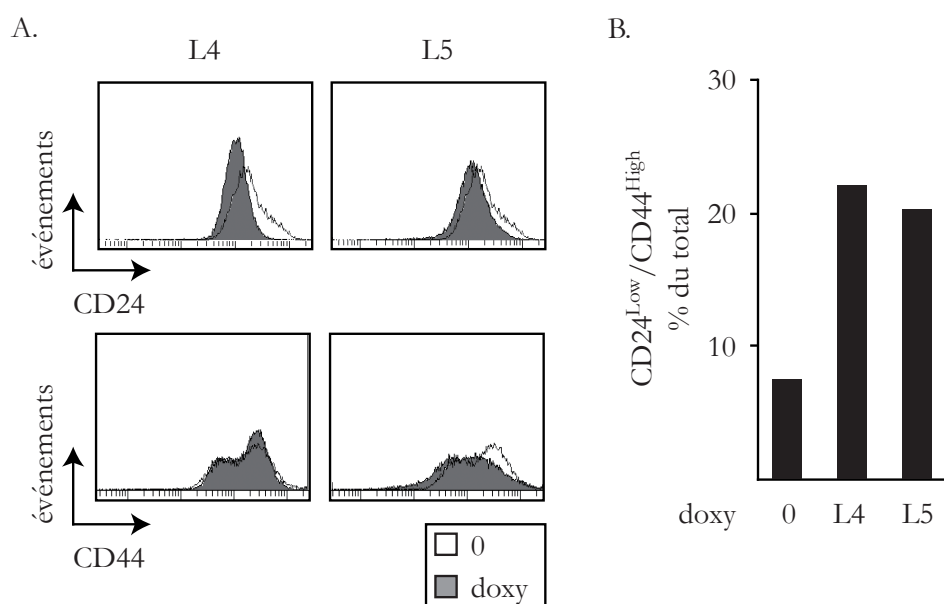 A.
L4
L5
événements
CD24
événements
CD44
0
doxy
B.
CD24Low/CD44High
% du total
30
20
10
doxy 0 L4 L5